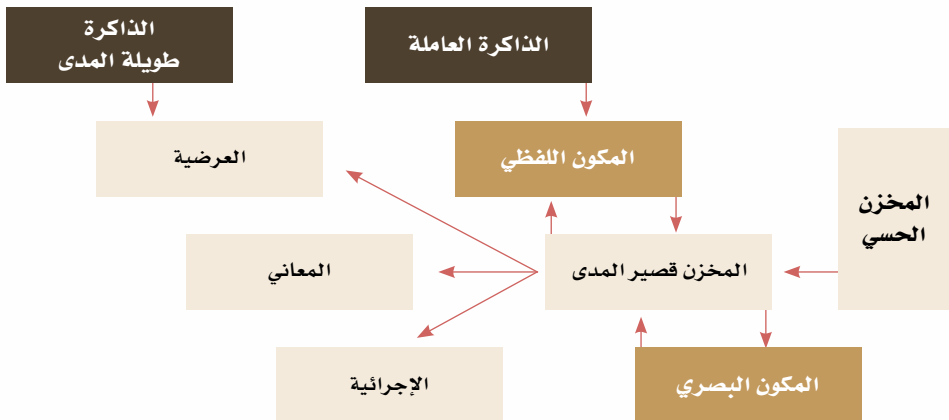 الذاكرة العاملة
الذاكرة
طويلة المدى
المكون اللفظي
العرضية
المخزن
الحسي
المخزن قصير المدى
المعاني
المكون البصري
الإجرائية